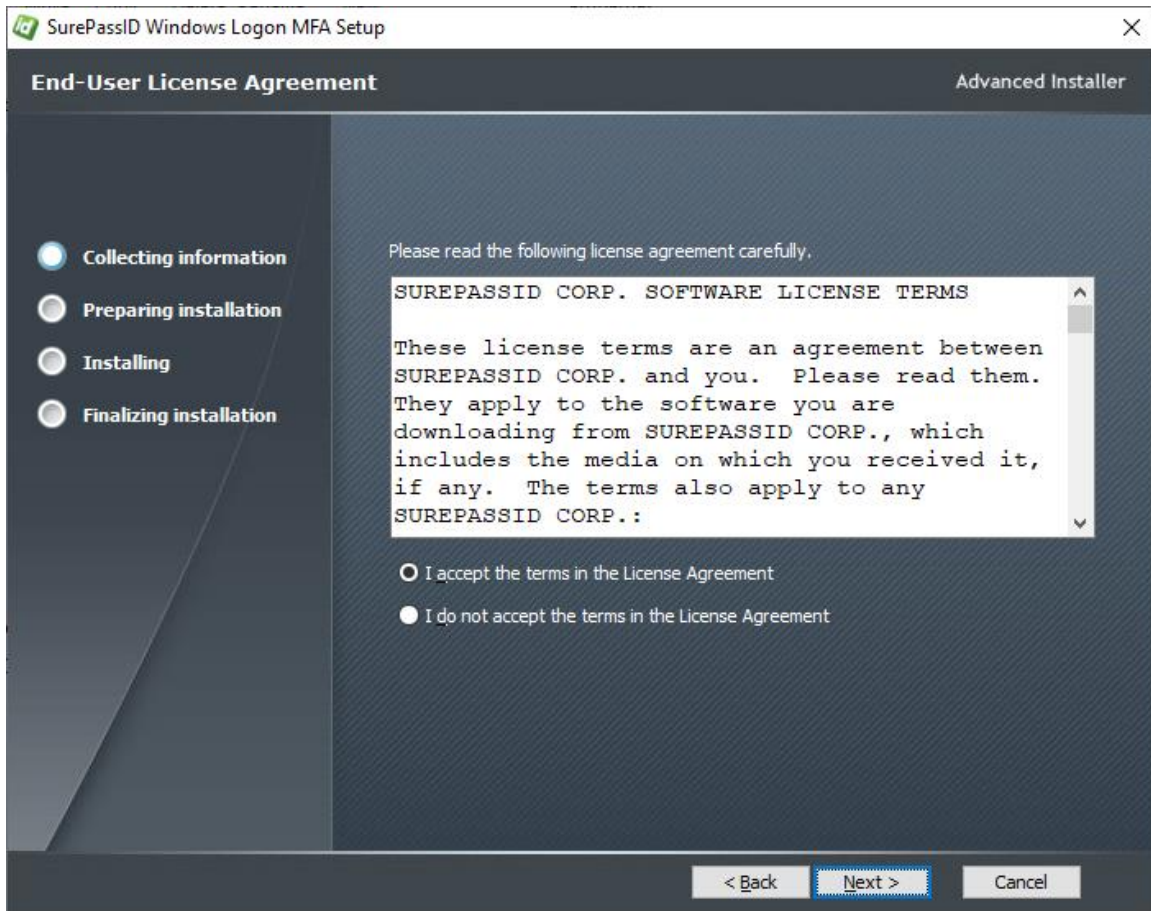 SurePassID Windows Logon MFA Setup
End-User License Agreement
Advanced Installer
Collecting information
Preparing installation
Installing
Finalizing installation
Please read the following license agreement carefully.
SUREPASSID CORP. SOFTWARE LICENSE TERMS
These license terms are an agreement between
SUREPASSID CORP. and you.  Please read them.
They apply to the software you are
downloading from SUREPASSID CORP., which
includes the media on which you received it,
if any.  The terms also apply to any
SUREPASSID CORP.:
I accept the terms in the License Agreement
I do not accept the terms in the License Agreement
< Back
Next >
Cancel